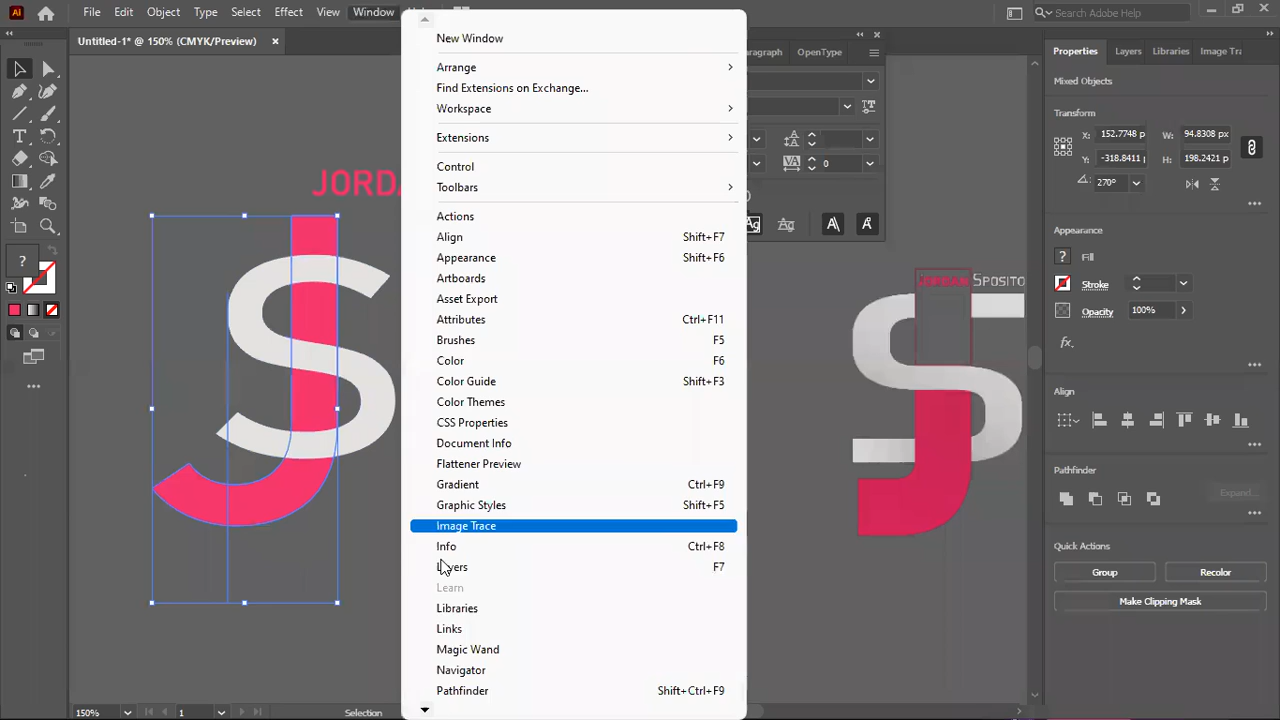 Ai File Edit Object Type Select Effect View Window Search Adobe Help
Untitled-1* @ 150% (CMYK/Preview) ×
New Window
Arrange
Find Extensions on Exchange...
Workspace
Extensions
Control
Toolbars
Actions
Align Shift+F7
Appearance Shift+F6
Artboards
Asset Export
Attributes Ctrl+F11
Brushes F5
Color F6
Color Guide Shift+F3
Color Themes
CSS Properties
Document Info
Flattener Preview
Gradient Ctrl+F9
Graphic Styles Shift+F5
Image Trace
Info Ctrl+F8
Layers F7
Learn
Libraries
Links
Magic Wand
Navigator
Pathfinder Shift+Ctrl+F9
JORDA
S
J
?
aragraph OpenType
0
JORDAN SPOSITO
S
J
Properties Layers Libraries Image Tra
Mixed Objects
Transform
X: 152.7748 p W: 94.8308 px
Y: -318.8411 p H: 198.2421 p
270°
Appearance
? Fill
Stroke
Opacity 100%
fx.
Align
Pathfinder
Expand...
Quick Actions
Group Recolor
Make Clipping Mask
150% 1 Selection